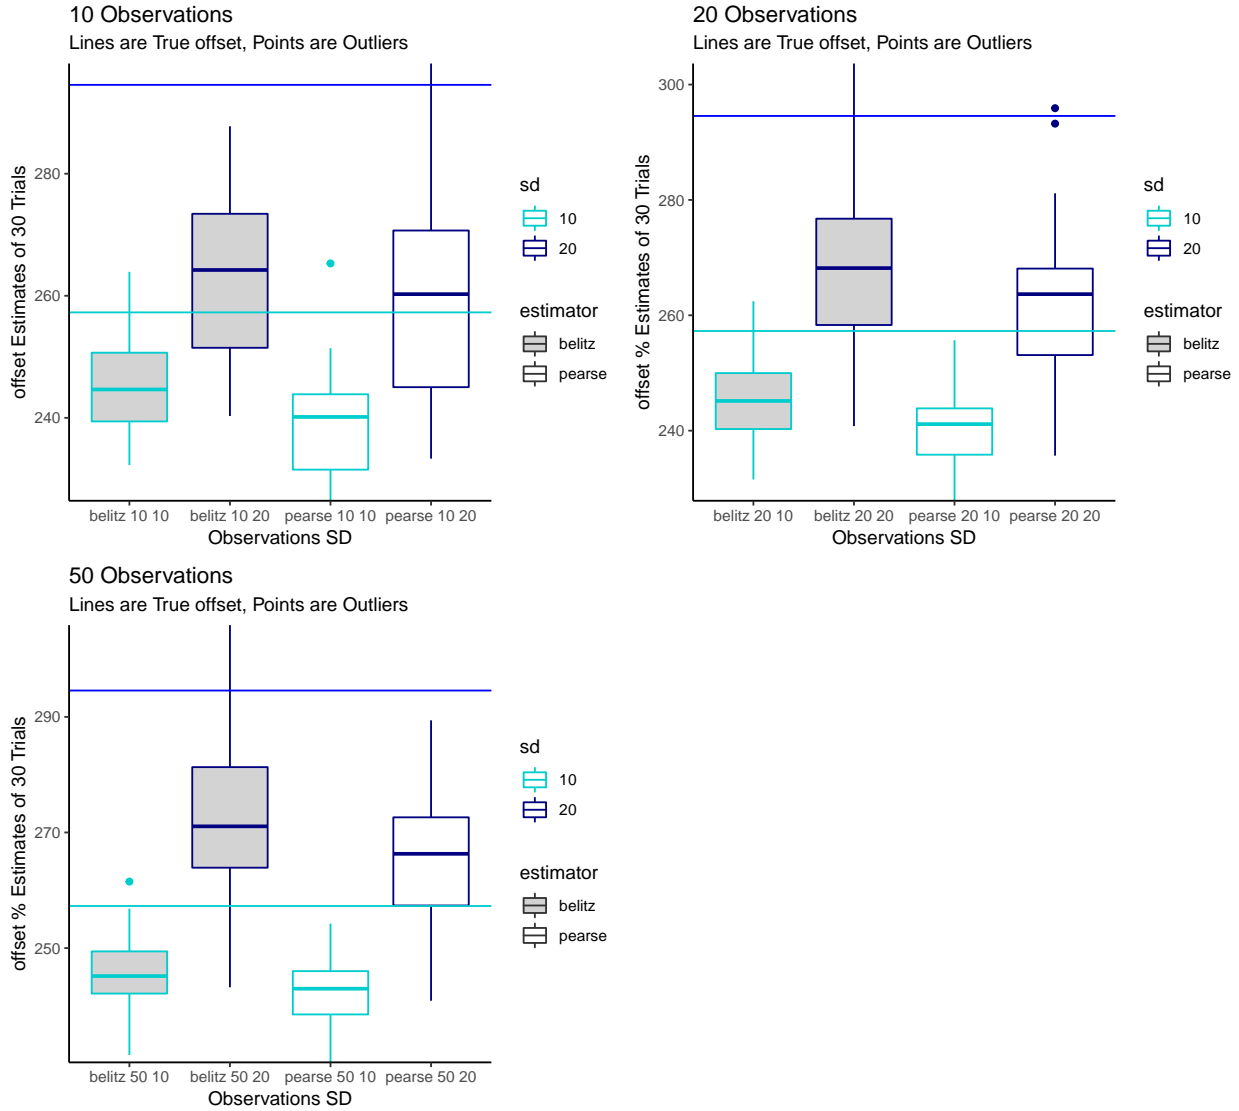 10 Observations
Lines are True offset, Points are Outliers
offset Estimates of 30 Trials
280
260
240
belitz 10 10 belitz 10 20 pearse 10 10 pearse 10 20
Observations SD
sd
10
20
estimator
belitz
pearse
20 Observations
Lines are True offset, Points are Outliers
offset % Estimates of 30 Trials
300
280
260
240
belitz 20 10 belitz 20 20 pearse 20 10 pearse 20 20
Observations SD
sd
10
20
estimator
belitz
pearse
50 Observations
Lines are True offset, Points are Outliers
offset % Estimates of 30 Trials
290
270
250
belitz 50 10 belitz 50 20 pearse 50 10 pearse 50 20
Observations SD
sd
10
20
estimator
belitz
pearse